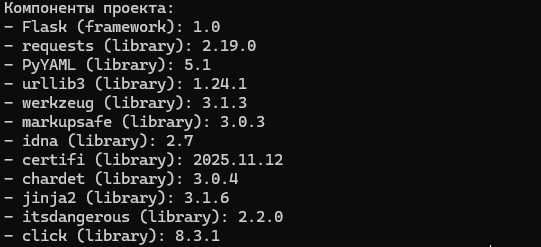 Компоненты проекта:
- Flask (framework): 1.0
- requests (library): 2.19.0
- PyYAML (library): 5.1
- urllib3 (library): 1.24.1
- werkzeug (library): 3.1.3
- markupsafe (library): 3.0.3
- idna (library): 2.7
- certifi (library): 2025.11.12
- chardet (library): 3.0.4
- jinja2 (library): 3.1.6
- itsdangerous (library): 2.2.0
- click (library): 8.3.1